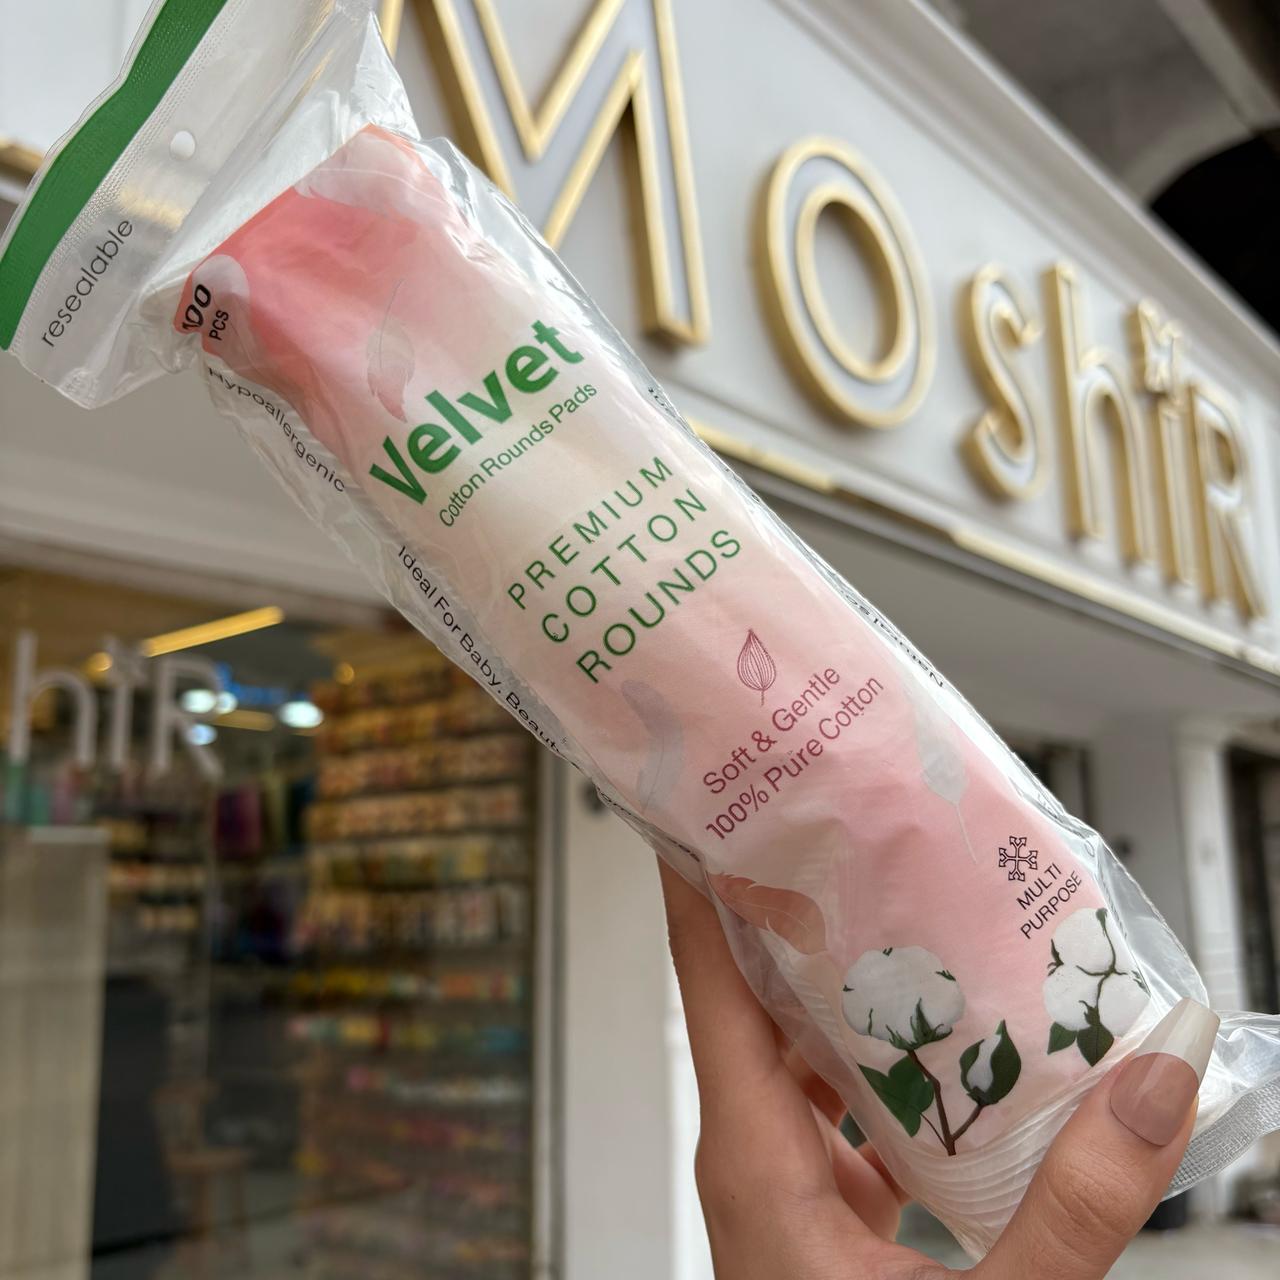 MoshiR
resealable
100
PCS
Hypoallergenic
Velvet
Cotton Rounds Pads
PREMIUM
COTTON
ROUNDS
Ideal For Baby, Beauty
Soft & Gentle
100% Pure Cotton
MULTI
PURPOSE
hiR